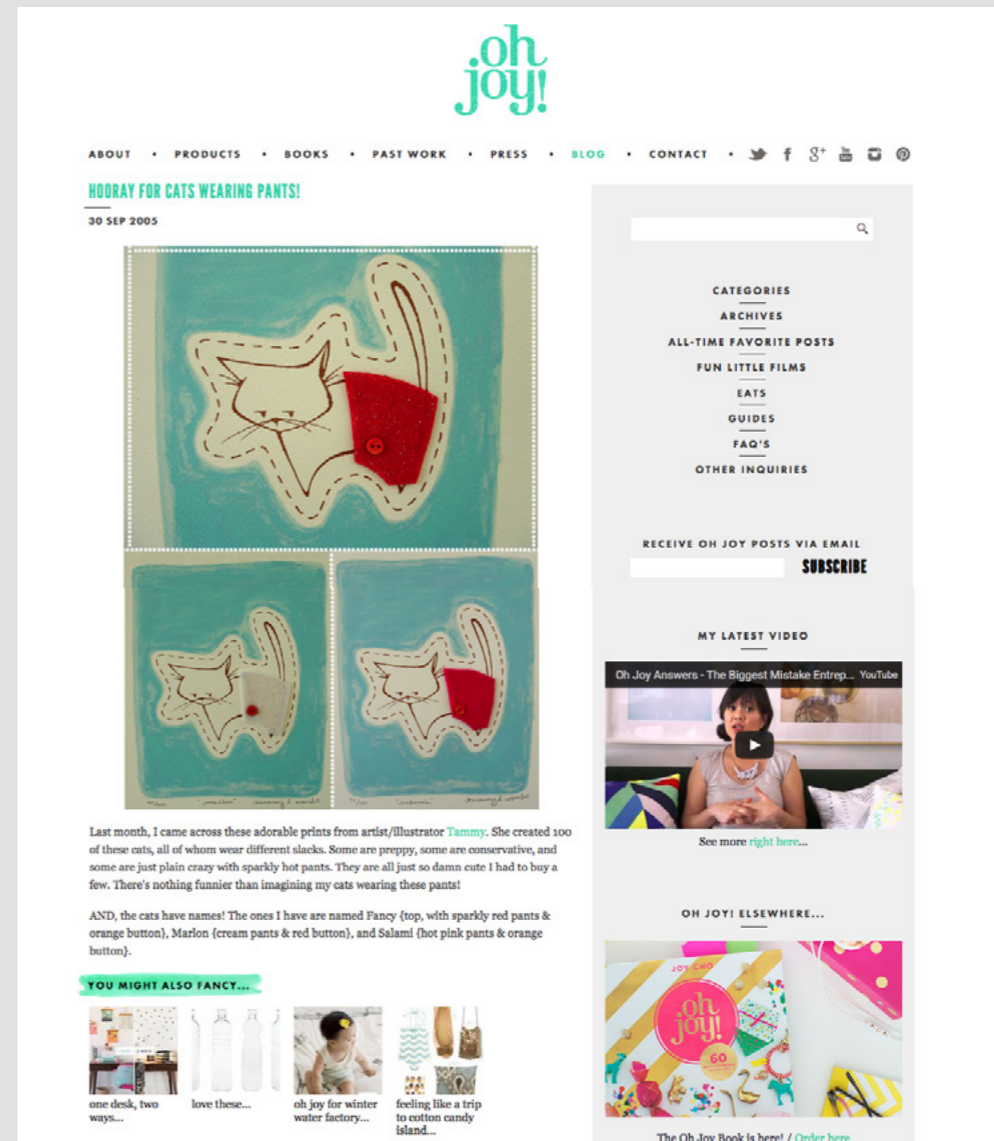 oh
joy!
ABOUT • PRODUCTS • BOOKS • PAST WORK • PRESS • BLOG • CONTACT •
HOORAY FOR CATS WEARING PANTS!
30 SEP 2005
Last month, I came across these adorable prints from artist/illustrator Tammy. She created 100
of these cats, all of whom wear different slacks. Some are preppy, some are conservative, and
some are just plain crazy with sparkly hot pants. They are all just so damn cute I had to buy a
few. There's nothing funnier than imagining my cats wearing these pants!
AND, the cats have names! The ones I have are named Fancy {top, with sparkly red pants &
orange button}, Marlon {cream pants & red button}, and Salami {hot pink pants & orange
button}.
YOU MIGHT ALSO FANCY...
one desk, two
ways...
love these...
oh joy for winter
water factory...
feeling like a trip
to cotton candy
island...
CATEGORIES
ARCHIVES
ALL-TIME FAVORITE POSTS
FUN LITTLE FILMS
EATS
GUIDES
FAQ'S
OTHER INQUIRIES
RECEIVE OH JOY POSTS VIA EMAIL
SUBSCRIBE
MY LATEST VIDEO
Oh Joy Answers - The Biggest Mistake Entrep... YouTube
See more right here...
OH JOY! ELSEWHERE...
JOY CHO
oh
joy!
60
The Oh Joy Book is here! / Order here